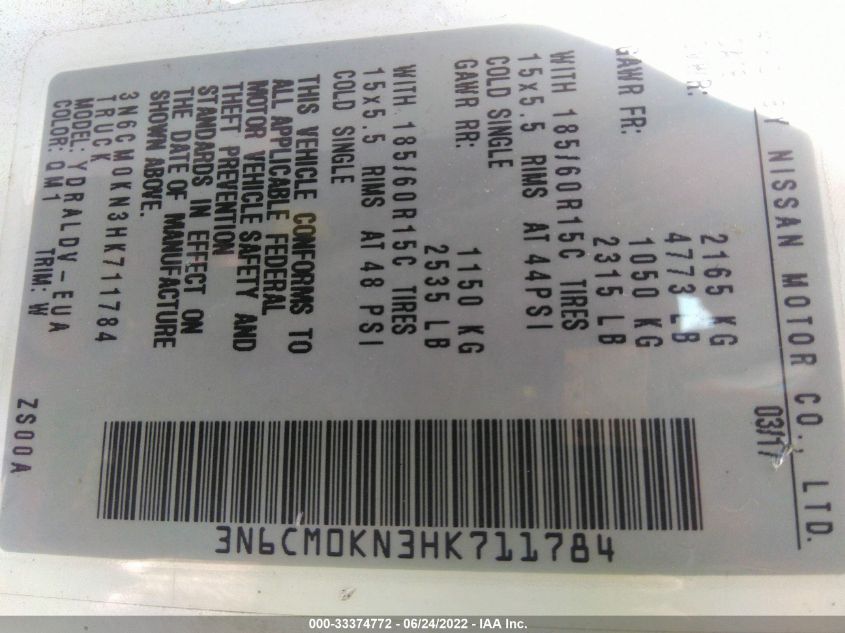 NISSAN MOTOR CO., LTD.
03/17
2165 KG
4773 LB
GAWR FR: 1050 KG
2315 LB
WITH 185/60R15C TIRES
15x5.5 RIMS AT 44PSI
COLD SINGLE
GAWR RR: 1150 KG
2535 LB
WITH 185/60R15C TIRES
15x5.5 RIMS AT 48 PSI
COLD SINGLE
THIS VEHICLE CONFORMS TO
ALL APPLICABLE FEDERAL
MOTOR VEHICLE SAFETY AND
THEFT PREVENTION
STANDARDS IN EFFECT ON
THE DATE OF MANUFACTURE
SHOWN ABOVE.
3N6CM0KN3HK711784
TRUCK
MODEL: YDRALDV-EUA
COLOR: QM1 TRIM: W
ZS00A
3N6CM0KN3HK711784
000-33374772 - 06/24/2022 - IAA Inc.